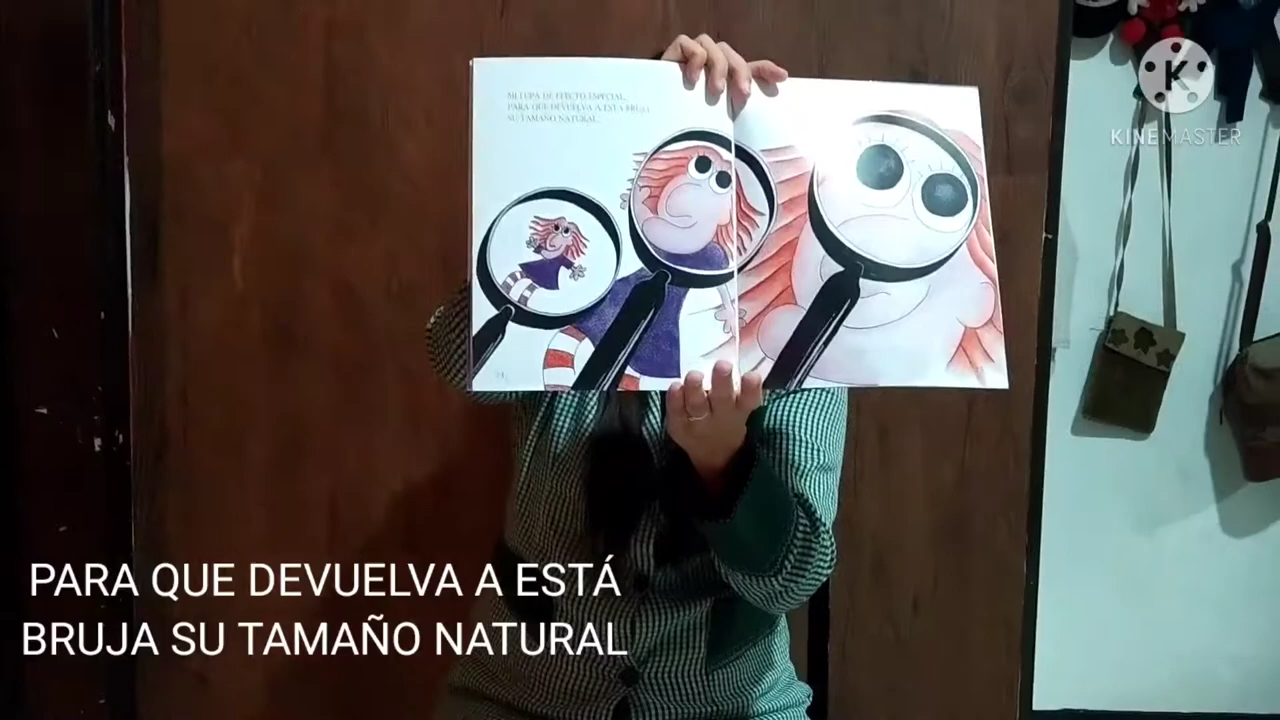 MI LUPA DE EFECTO ESPECIAL,
PARA QUE DEVUELVA A ESTA BRUJA
SU TAMAÑO NATURAL.
KINEMASTER
PARA QUE DEVUELVA A ESTÁ
BRUJA SU TAMAÑO NATURAL